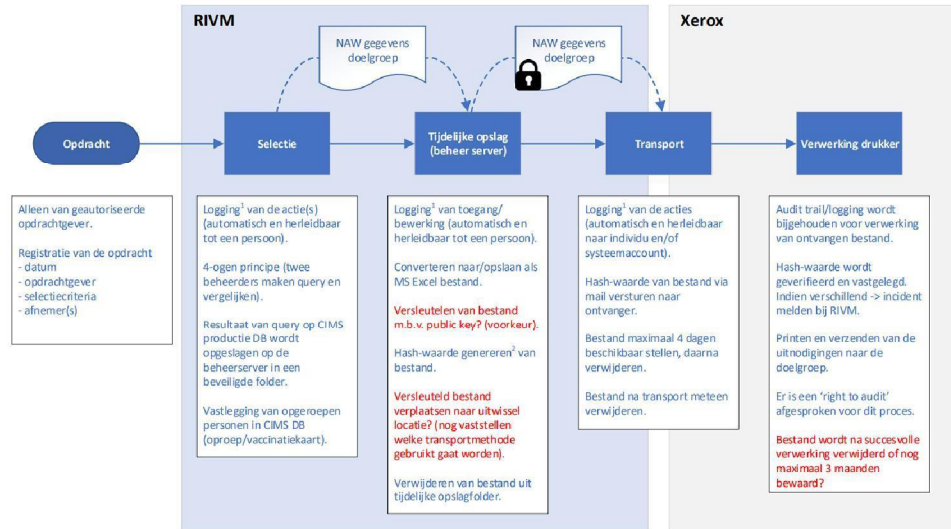 RIVM
Xerox
NAW gegevens
doelgroep
NAW gegevens
doelgroep
Opdracht
Selectie
Tijdelijke opslag
(beheer server)
Transport
Verwerking drukker
Alleen van geautoriseerde
opdrachtgever.
Registratie van de opdracht
- datum
- opdrachtgever
- selectiecriteria
- afnemer(s)
Logging¹ van de actie(s)
(automatisch en herleidbaar
tot een persoon).
4-ogen principe (twee
beheerders maken query en
vergelijken).
Resultaat van query op CIMS
productie DB wordt
opgeslagen op de
beheerserver in een
beveiligde folder.
Vastlegging van opgeroepen
personen in CIMS DB
(oproep/vaccinatiekaart).
Logging¹ van toegang/
bewerking (automatisch en
herleidbaar tot een persoon).
Converteren naar/opslaan als
MS Excel bestand.
Versleutelen van bestand
m.b.v. public key? (voorkeur).
Hash-waarde genereren² van
bestand.
Versleuteld bestand
verplaatsen naar uitwissel
locatie? (nog vaststellen
welke transportmethode
gebruikt gaat worden).
Verwijderen van bestand uit
tijdelijke opslagfolder.
Logging¹ van de acties
(automatisch en herleidbaar
naar individu en/of
systeemaccount).
Hash-waarde van bestand via
mail versturen naar
ontvanger.
Bestand maximaal 4 dagen
beschikbaar stellen, daarna
verwijderen.
Bestand na transport meteen
verwijderen.
Audit trail/logging wordt
bijgehouden voor verwerking
van ontvangen bestand.
Hash-waarde wordt
geverifieerd en vastgelegd.
Indien verschillend -> incident
melden bij RIVM.
Printen en verzenden van de
uitnodigingen naar de
doelgroep.
Er is een 'right to audit'
afgesproken voor dit proces.
Bestand wordt na succesvolle
verwerking verwijderd of nog
maximaal 3 maanden
bewaard?